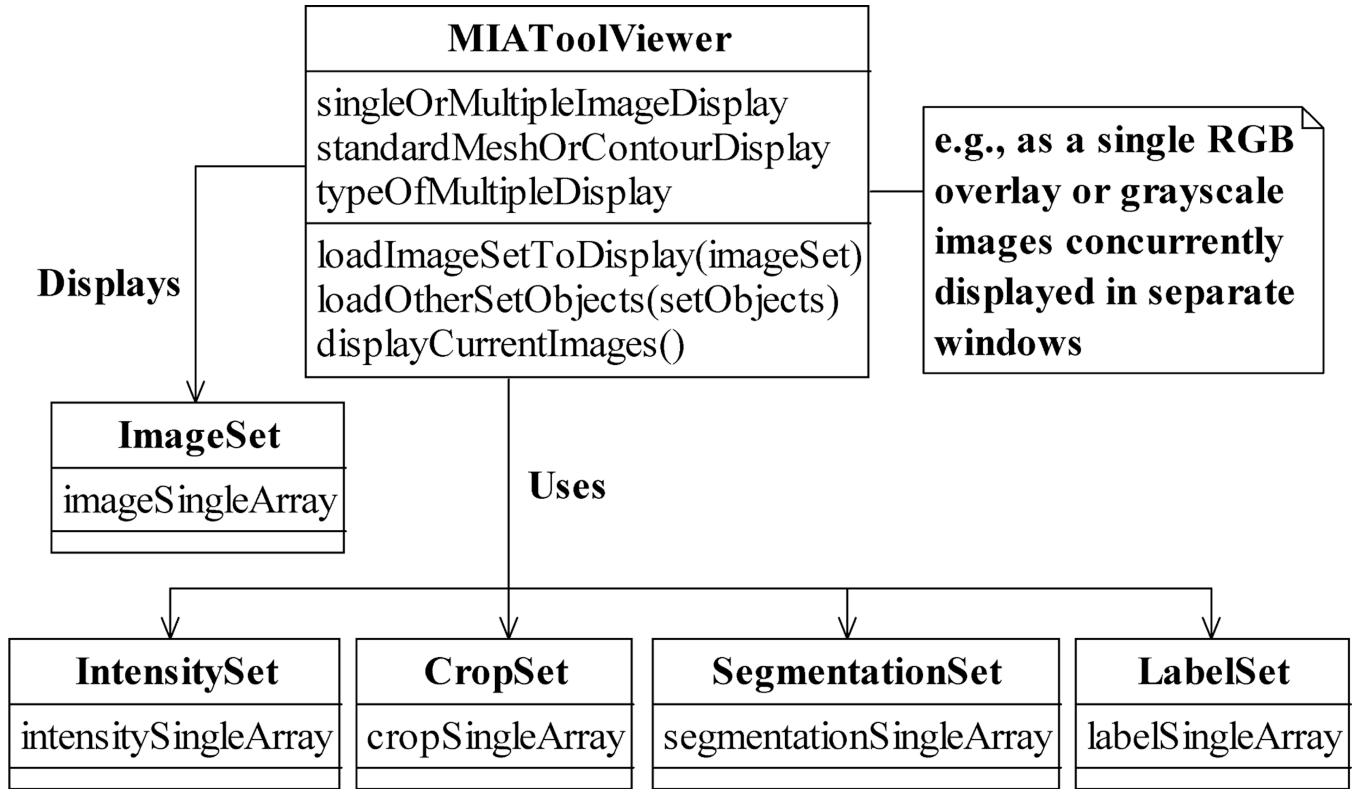 MIAToolViewer
singleOrMultipleImageDisplay
standardMeshOrContourDisplay
typeOfMultipleDisplay
loadImageSetToDisplay(imageSet)
loadOtherSetObjects(setObjects)
displayCurrentImages()
e.g., as a single RGB
overlay or grayscale
images concurrently
displayed in separate
windows
Displays
ImageSet
imageSingleArray
Uses
IntensitySet
intensitySingleArray
CropSet
cropSingleArray
SegmentationSet
segmentationSingleArray
LabelSet
labelSingleArray